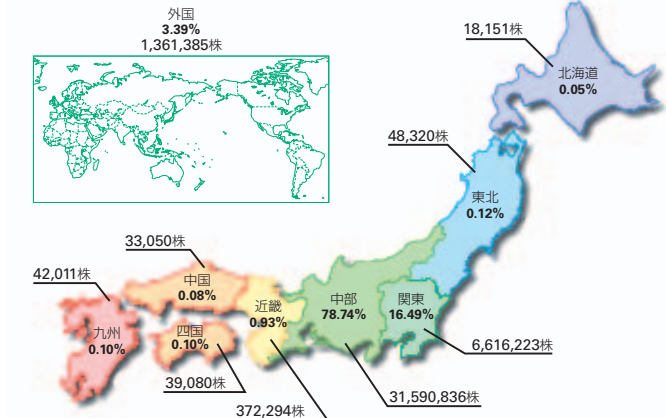 外国
3.39%
1,361,385株
18,151株
北海道
0.05%
48,320株
東北
0.12%
33,050株
中国
0.08%
42,011株
九州
0.10%
四国
0.10%
39,080株
近畿
0.93%
372,294株
中部
78.74%
31,590,836株
関東
16.49%
6,616,223株